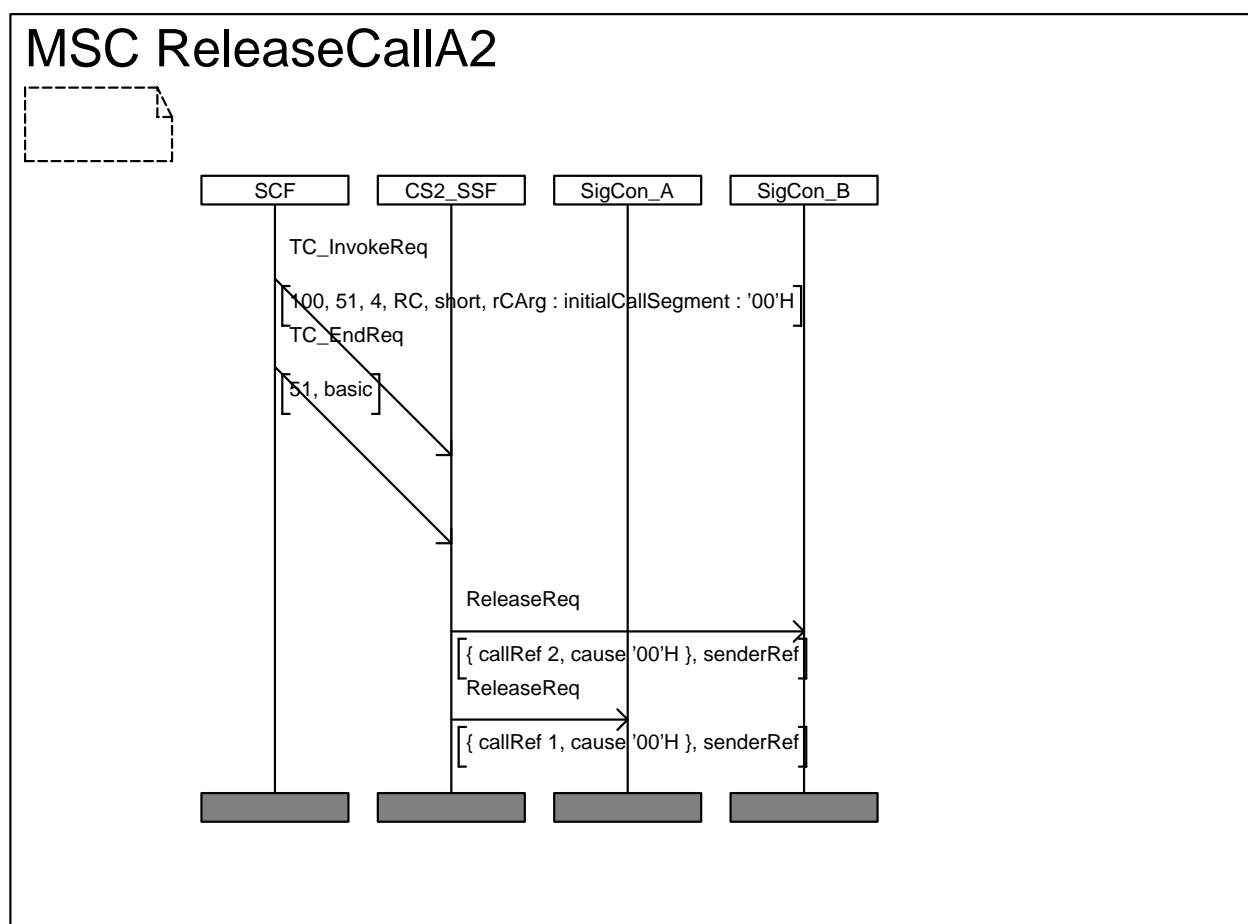 MSC ReleaseCallA2
SCF
CS2_SSF
SigCon_A
SigCon_B
TC_InvokeReq
100, 51, 4, RC, short, rCArg : initialCallSegment : '00'H
TC_EndReq
51, basic
ReleaseReq
{ callRef 2, cause '00'H }, senderRef
ReleaseReq
{ callRef 1, cause '00'H }, senderRef